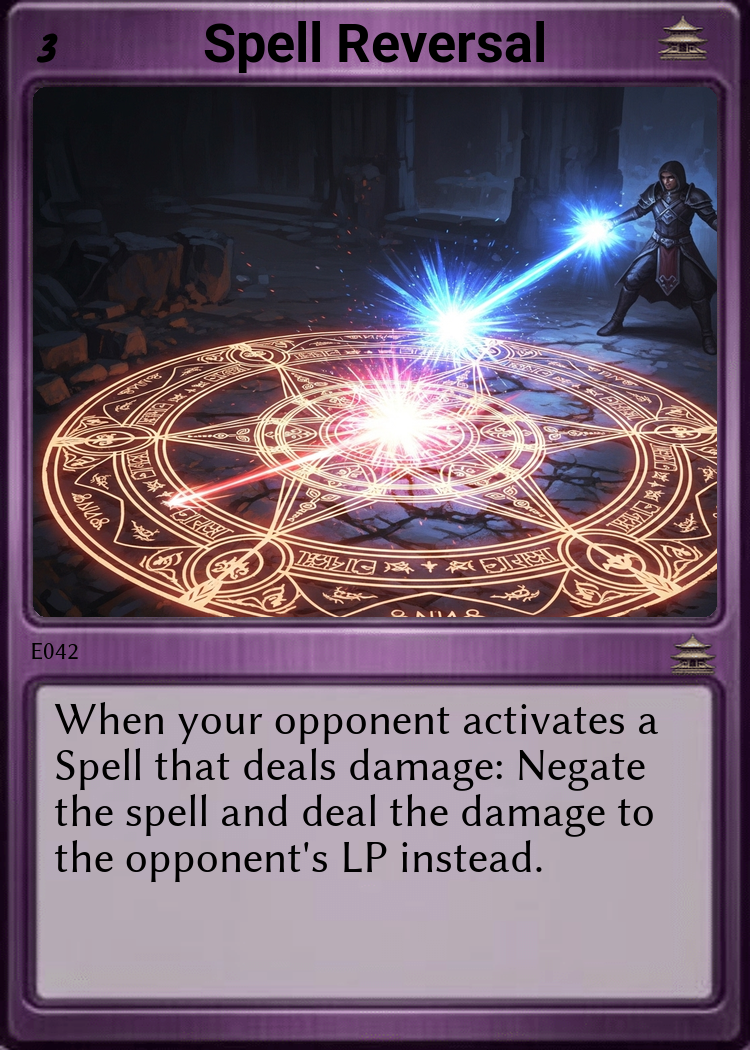 3
Spell Reversal
E042
When your opponent activates a
Spell that deals damage: Negate
the spell and deal the damage to
the opponent's LP instead.